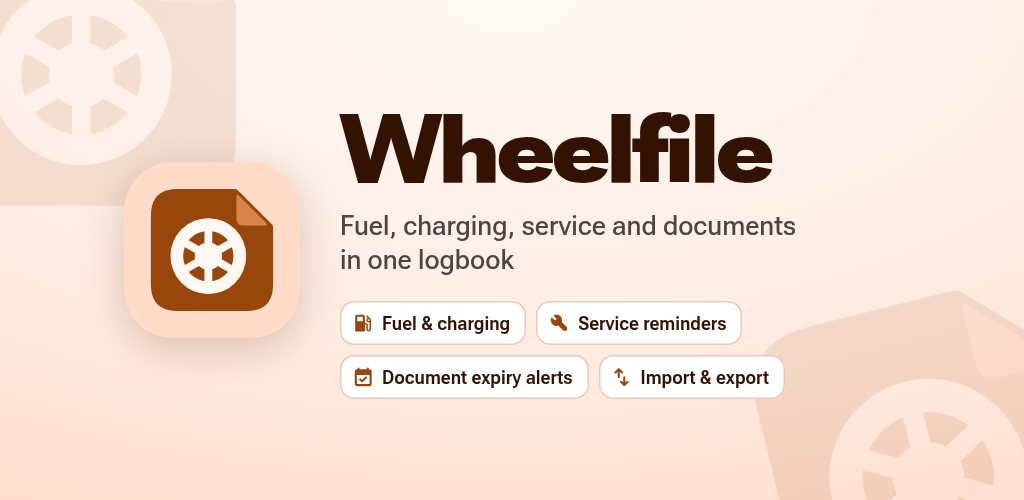 Wheelfile
Fuel, charging, service and documents
in one logbook
Fuel & charging
Service reminders
Document expiry alerts
Import & export